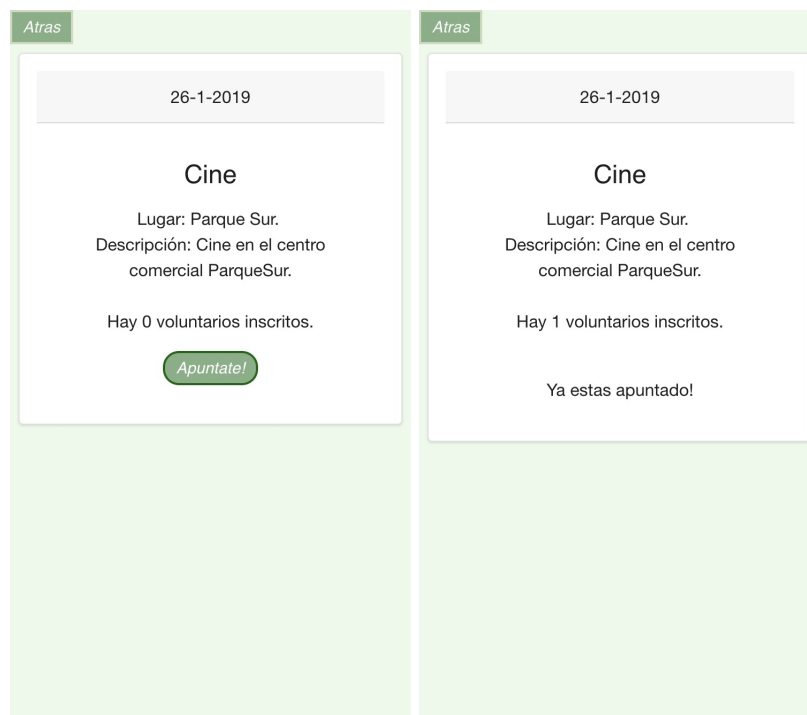 Atras
26-1-2019
Cine
Lugar: Parque Sur.
Descripción: Cine en el centro
comercial ParqueSur.
Hay 0 voluntarios inscritos.
Apuntate!
Atras
26-1-2019
Cine
Lugar: Parque Sur.
Descripción: Cine en el centro
comercial ParqueSur.
Hay 1 voluntarios inscritos.
Ya estas apuntado!